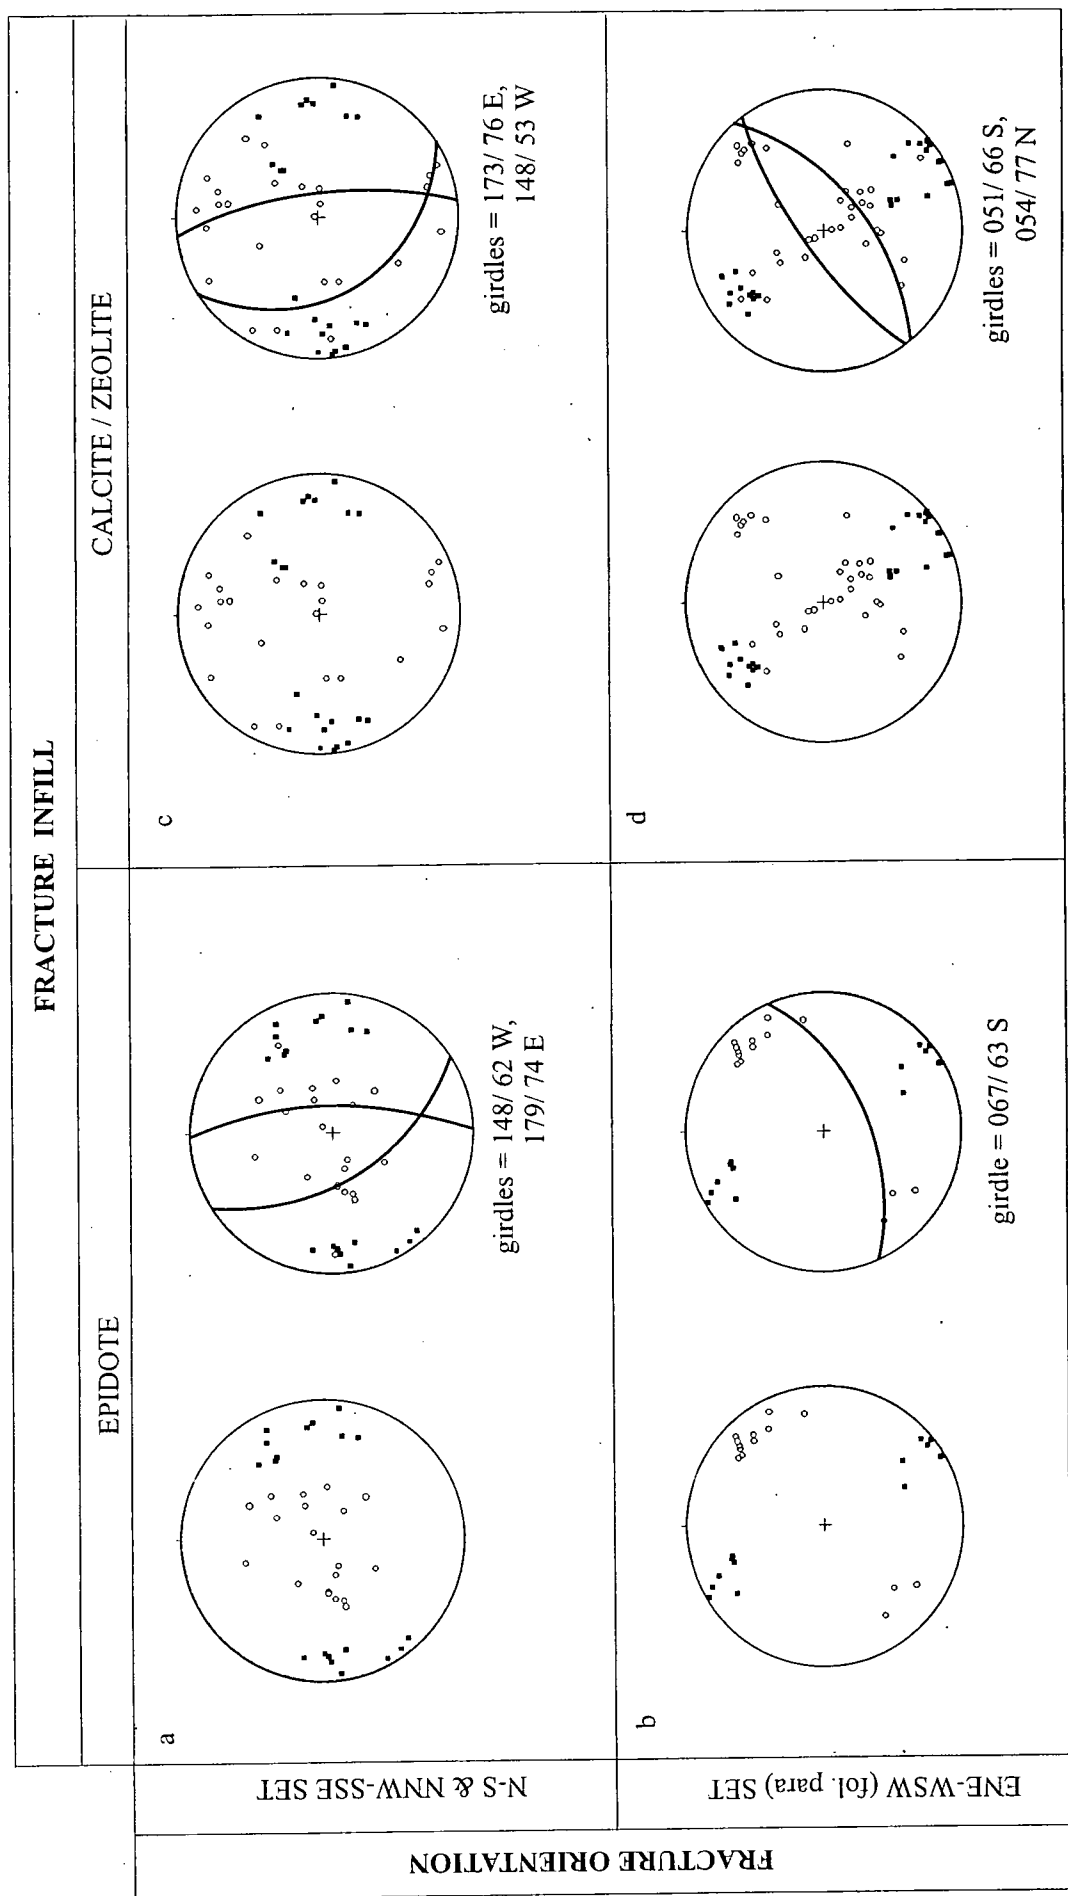 FRACTURE INFILL
EPIDOTE
CALCITE / ZEOLITE
FRACTURE ORIENTATION
N-S & NNW-SSE SET
a
girdles = 148/ 62 W,
179/ 74 E
c
girdles = 173/ 76 E,
148/ 53 W
ENE-WSW (fol. para) SET
b
girdle = 067/ 63 S
d
girdles = 051/ 66 S,
054/ 77 N